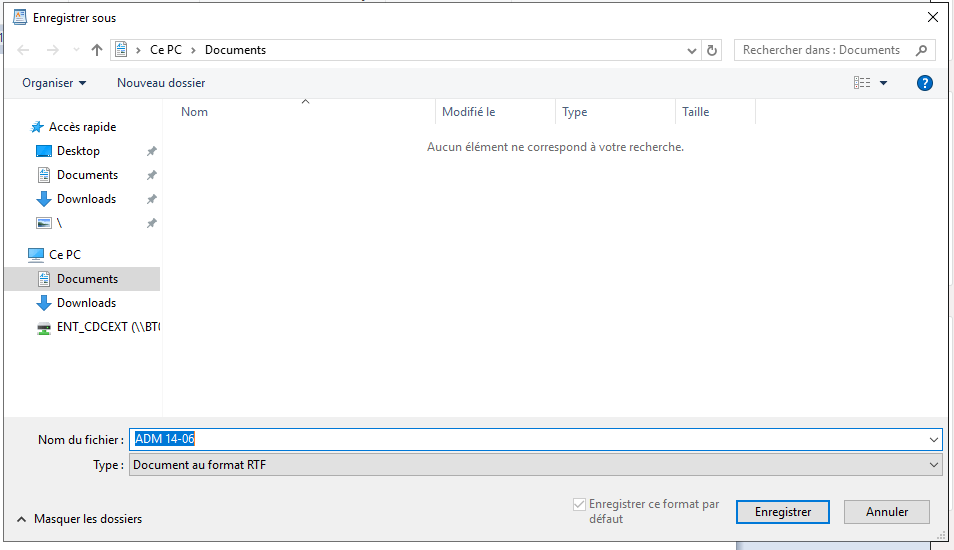 Enregistrer sous
Ce PC > Documents
Rechercher dans : Documents
Organiser
Nouveau dossier
?
Nom
Modifié le
Type
Taille
Aucun élément ne correspond à votre recherche.
Accès rapide
Desktop
Documents
Downloads
\
Ce PC
Documents
Downloads
ENT_CDCEXT (\\BT0
Nom du fichier : ADM 14-06
Type : Document au format RTF
Enregistrer ce format par
défaut
Enregistrer
Annuler
Masquer les dossiers